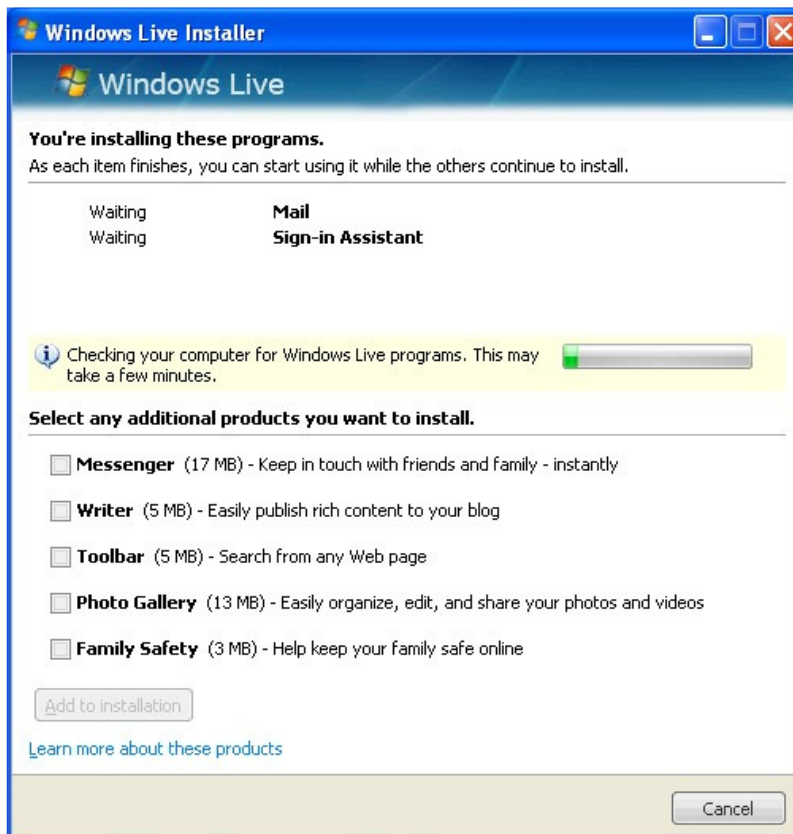 Windows Live Installer
Windows Live
You're installing these programs.
As each item finishes, you can start using it while the others continue to install.
Waiting Mail
Waiting Sign-in Assistant
Checking your computer for Windows Live programs. This may
take a few minutes.
Select any additional products you want to install.
Messenger (17 MB) - Keep in touch with friends and family - instantly
Writer (5 MB) - Easily publish rich content to your blog
Toolbar (5 MB) - Search from any Web page
Photo Gallery (13 MB) - Easily organize, edit, and share your photos and videos
Family Safety (3 MB) - Help keep your family safe online
Add to installation
Learn more about these products
Cancel